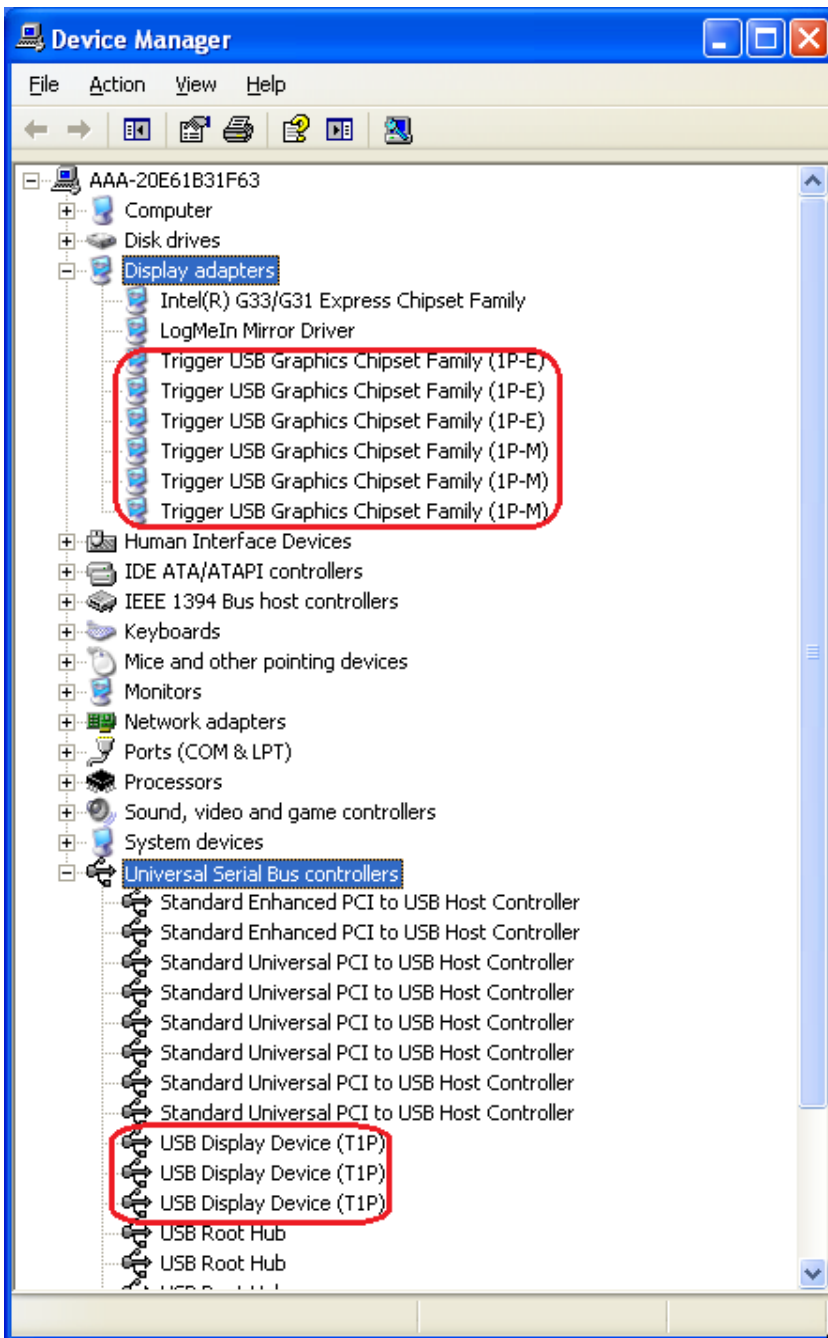 Device Manager
File Action View Help
AAA-20E61B31F63
Computer
Disk drives
Display adapters
Intel(R) G33/G31 Express Chipset Family
LogMeIn Mirror Driver
Trigger USB Graphics Chipset Family (1P-E)
Trigger USB Graphics Chipset Family (1P-E)
Trigger USB Graphics Chipset Family (1P-E)
Trigger USB Graphics Chipset Family (1P-M)
Trigger USB Graphics Chipset Family (1P-M)
Trigger USB Graphics Chipset Family (1P-M)
Human Interface Devices
IDE ATA/ATAPI controllers
IEEE 1394 Bus host controllers
Keyboards
Mice and other pointing devices
Monitors
Network adapters
Ports (COM & LPT)
Processors
Sound, video and game controllers
System devices
Universal Serial Bus controllers
Standard Enhanced PCI to USB Host Controller
Standard Enhanced PCI to USB Host Controller
Standard Universal PCI to USB Host Controller
Standard Universal PCI to USB Host Controller
Standard Universal PCI to USB Host Controller
Standard Universal PCI to USB Host Controller
Standard Universal PCI to USB Host Controller
Standard Universal PCI to USB Host Controller
USB Display Device (T1P)
USB Display Device (T1P)
USB Display Device (T1P)
USB Root Hub
USB Root Hub